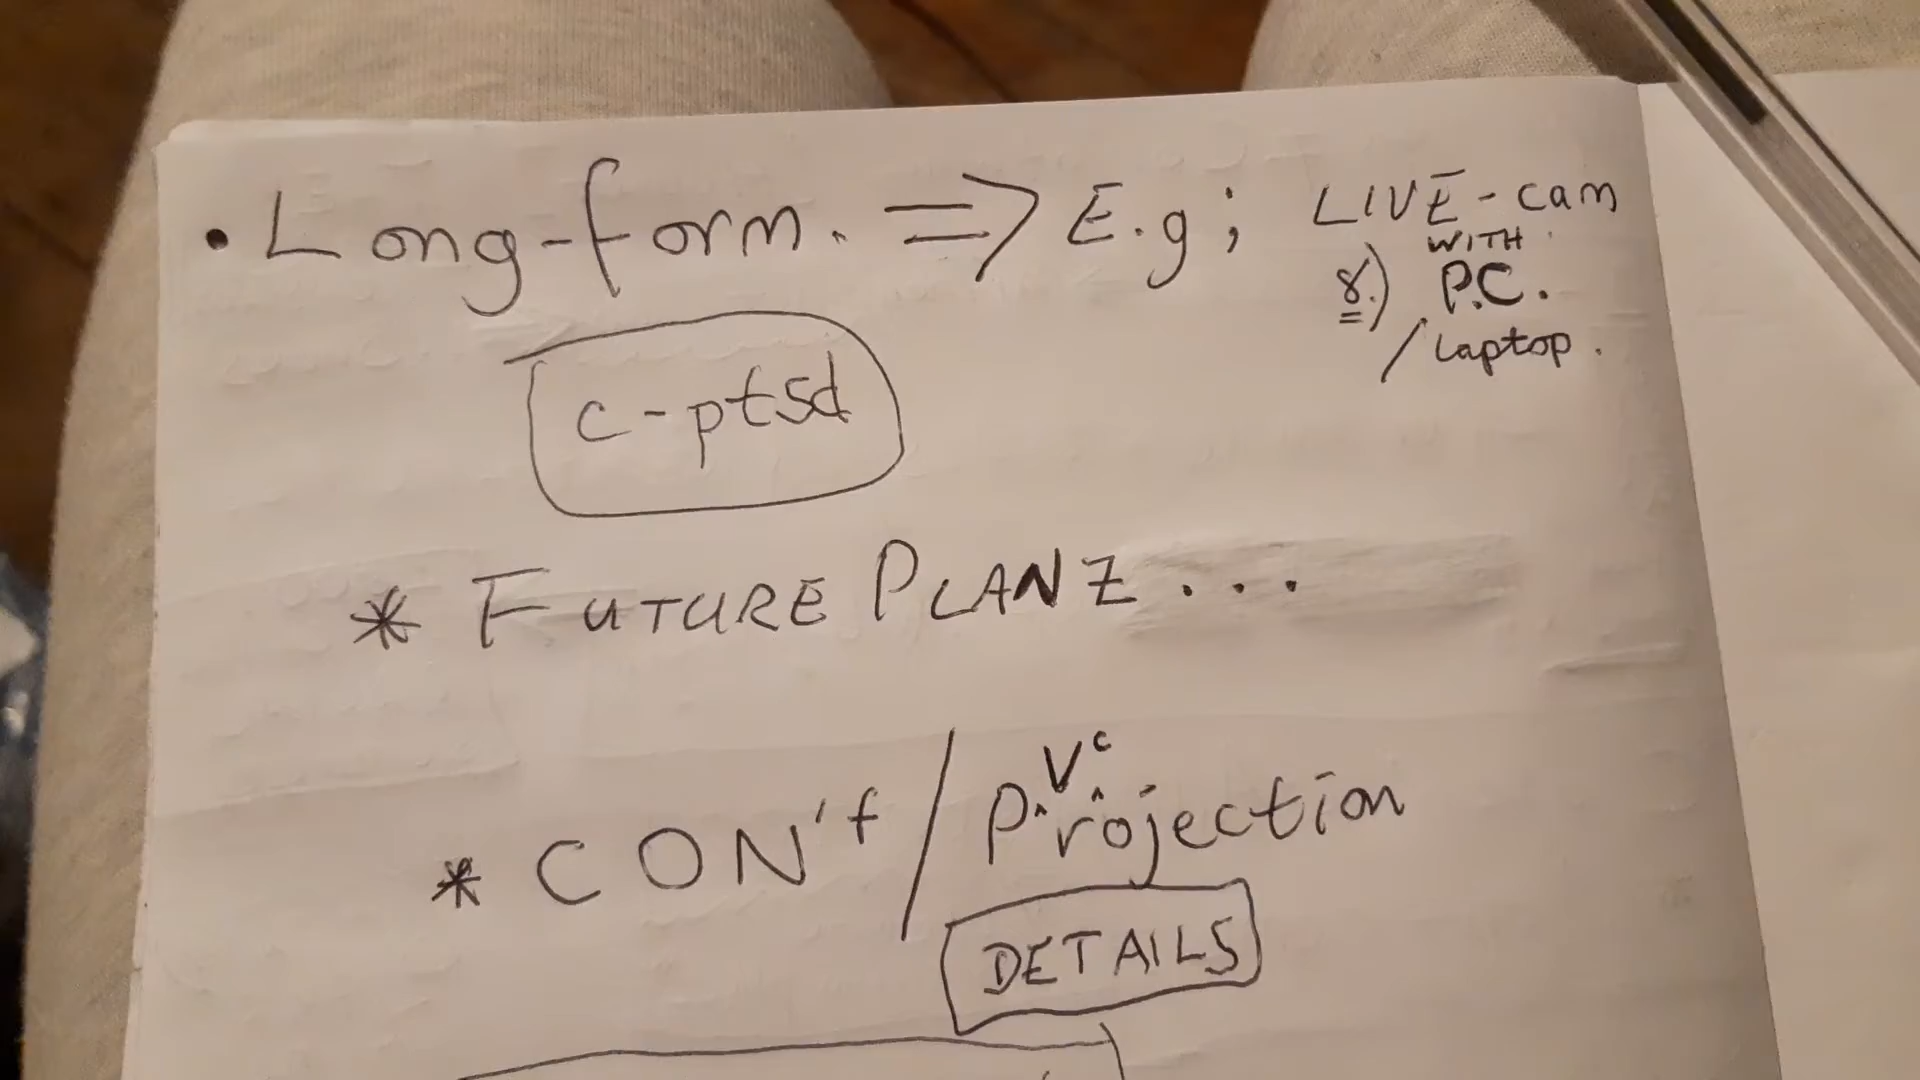 • Long-form. => E.g; LIVE-cam
WITH
8.) P.C.
/ Laptop.
c-ptsd
* FUTURE PLANZ...
* CON't / Projection
V c
DETAILS